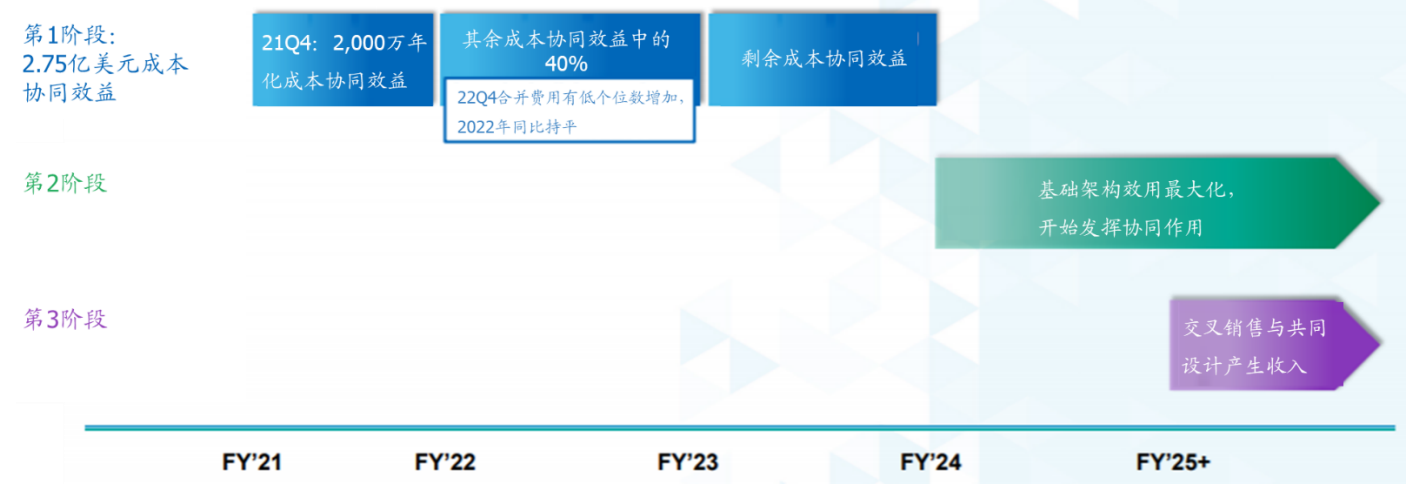 第1阶段:
2.75亿美元成本
协同效益
21Q4: 2,000万年
化成本协同效益
其余成本协同效益中的
40%
22Q4合并费用有低个位数增加,
2022年同比持平
剩余成本协同效益
第2阶段
基础架构效用最大化,
开始发挥协同作用
第3阶段
交叉销售与共同
设计产生收入
FY'21
FY'22
FY'23
FY'24
FY'25+